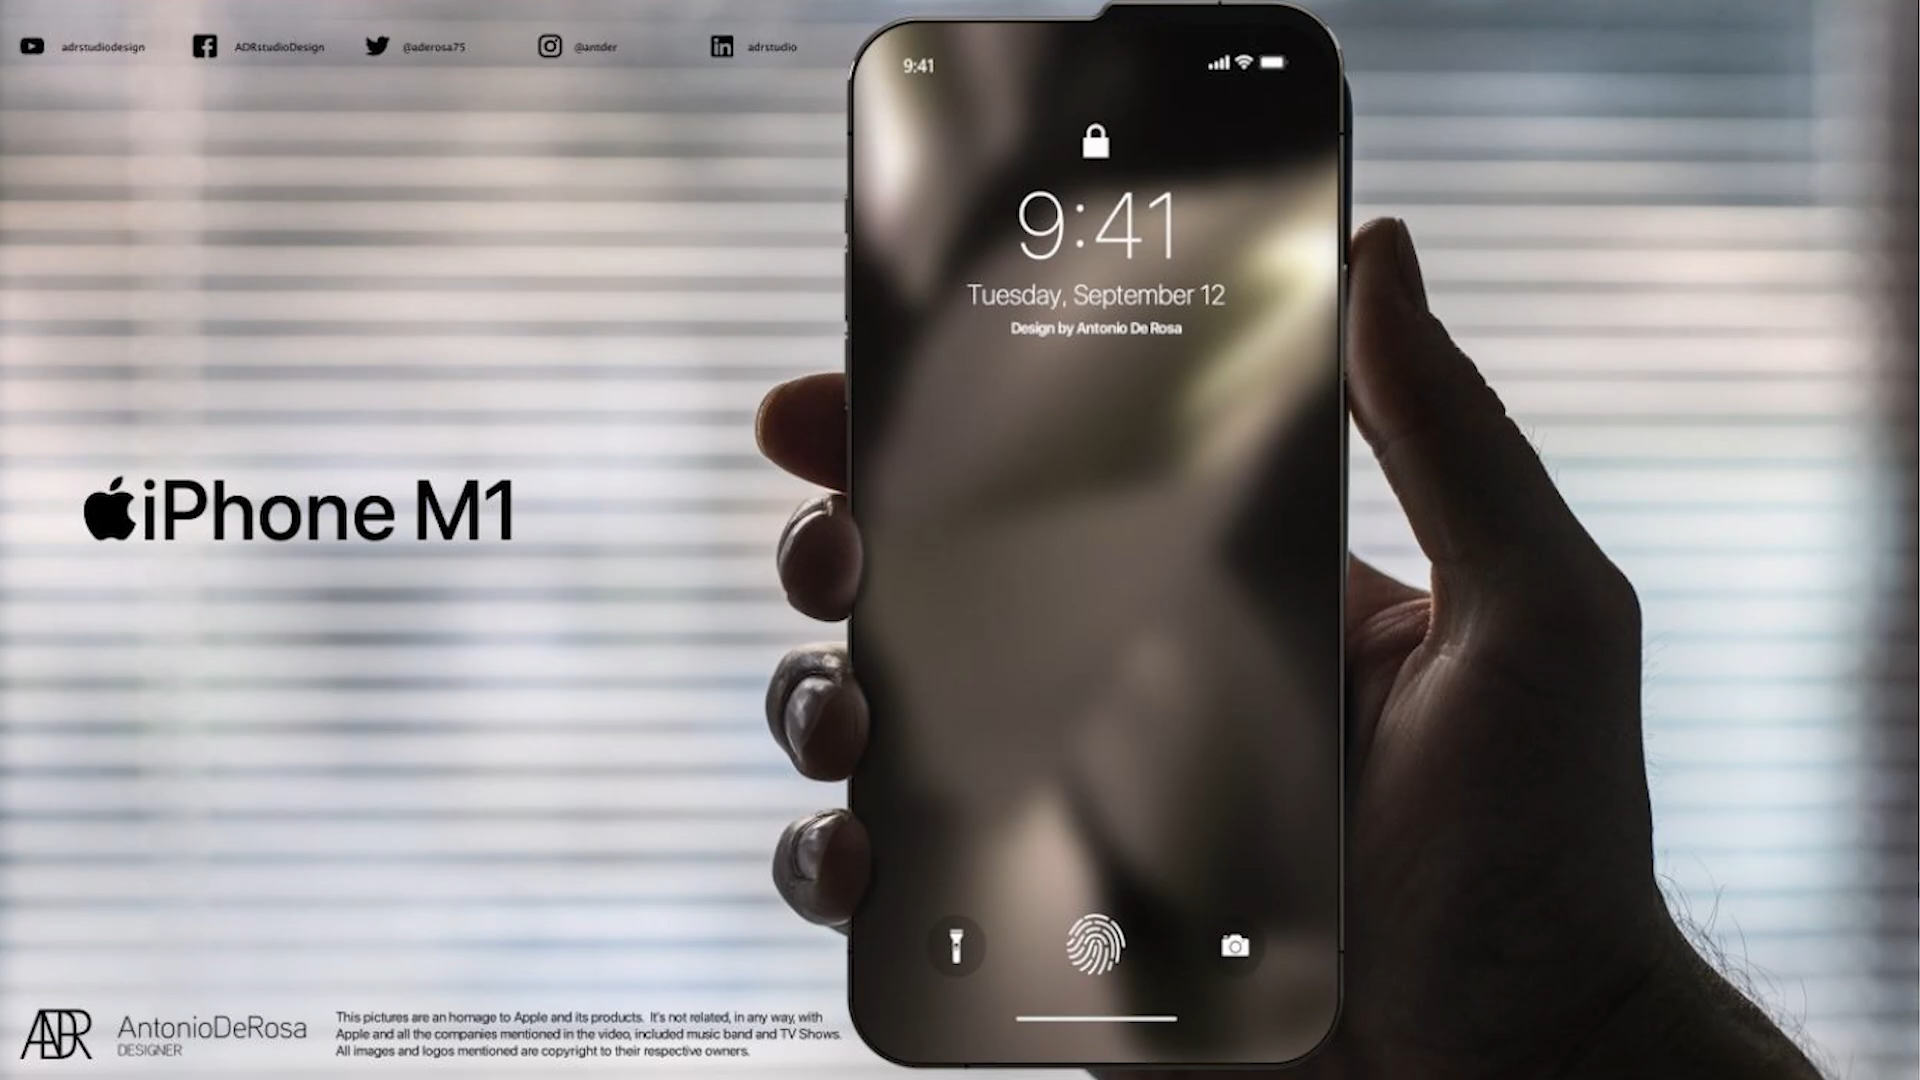 adrstudiodesign
ADRstudioDesign
@aderosa75
@antder
adrstudio
9:41
9:41
Tuesday, September 12
Design by Antonio De Rosa
iPhone M1
ADR
AntonioDeRosa
DESIGNER
This pictures are an homage to Apple and its products. It's not related, in any way, with
Apple and all the companies mentioned in the video, included music band and TV Shows.
All images and logos mentioned are copyright to their respective owners.